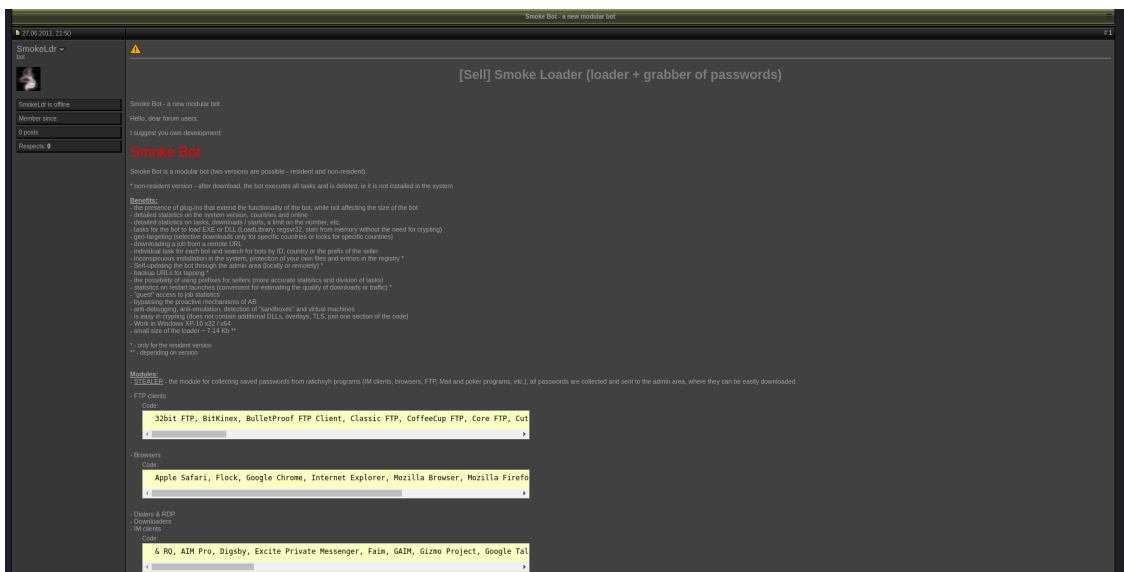 Smoke Bot - a new modular bot
27.06.2011, 21:50
# 1
SmokeLdr
bot
SmokeLdr is offline
Member since:
0 posts
Respects: 0
[Sell] Smoke Loader (loader + grabber of passwords)
Smoke Bot - a new modular bot
Hello, dear forum users.
I suggest you own development:
Smoke Bot
Smoke Bot is a modular bot (two versions are possible - resident and non-resident).
* non-resident version - after download, the bot executes all tasks and is deleted, ie it is not installed in the system
Benefits:
- the presence of plug-ins that extend the functionality of the bot, while not affecting the size of the bot
- detailed statistics on the system version, countries and online
- detailed statistics on tasks, downloads / starts, a limit on the number, etc.
- tasks for the bot to load EXE or DLL (LoadLibrary, regsvr32, start from memory without the need for crypting)
- geo-targeting (selective downloads only for specific countries or locks for specific countries)
- downloading a job from a remote URL
- individual task for each bot and search for bots by ID, country or the prefix of the seller
- inconspicuous installation in the system, protection of your own files and entries in the registry *
- Self-updating the bot through the admin area (locally or remotely) *
- backup URLs for tapping *
- the possibility of using prefixes for sellers (more accurate statistics and division of tasks)
- statistics on restart launches (convenient for estimating the quality of downloads or traffic) *
- "guest" access to job statistics
- bypassing the proactive mechanisms of AB
- anti-debugging, anti-emulation, detection of "sandboxes" and virtual machines
- is easy in crypting (does not contain additional DLLs, overlays, TLS, just one section of the code)
- Work in Windows XP-10 x32 / x64
- small size of the loader ~ 7-14 Kb **
* - only for the resident version
** - depending on version
Modules:
- STEALER - the module for collecting saved passwords from ralichnyh programs (IM clients, browsers, FTP, Mail and poker programs, etc.), all passwords are collected and sent to the admin area, where they can be easily downloaded
- FTP clients
Code:
32bit FTP, BitKinex, BulletProof FTP Client, Classic FTP, CoffeeCup FTP, Core FTP, Cut
- Browsers
Code:
Apple Safari, Flock, Google Chrome, Internet Explorer, Mozilla Browser, Mozilla Firefo
- Dialers & RDP
- Downloaders
- IM clients
Code:
& RQ, AIM Pro, Digsby, Excite Private Messenger, Faim, GAIM, Gizmo Project, Google Tal